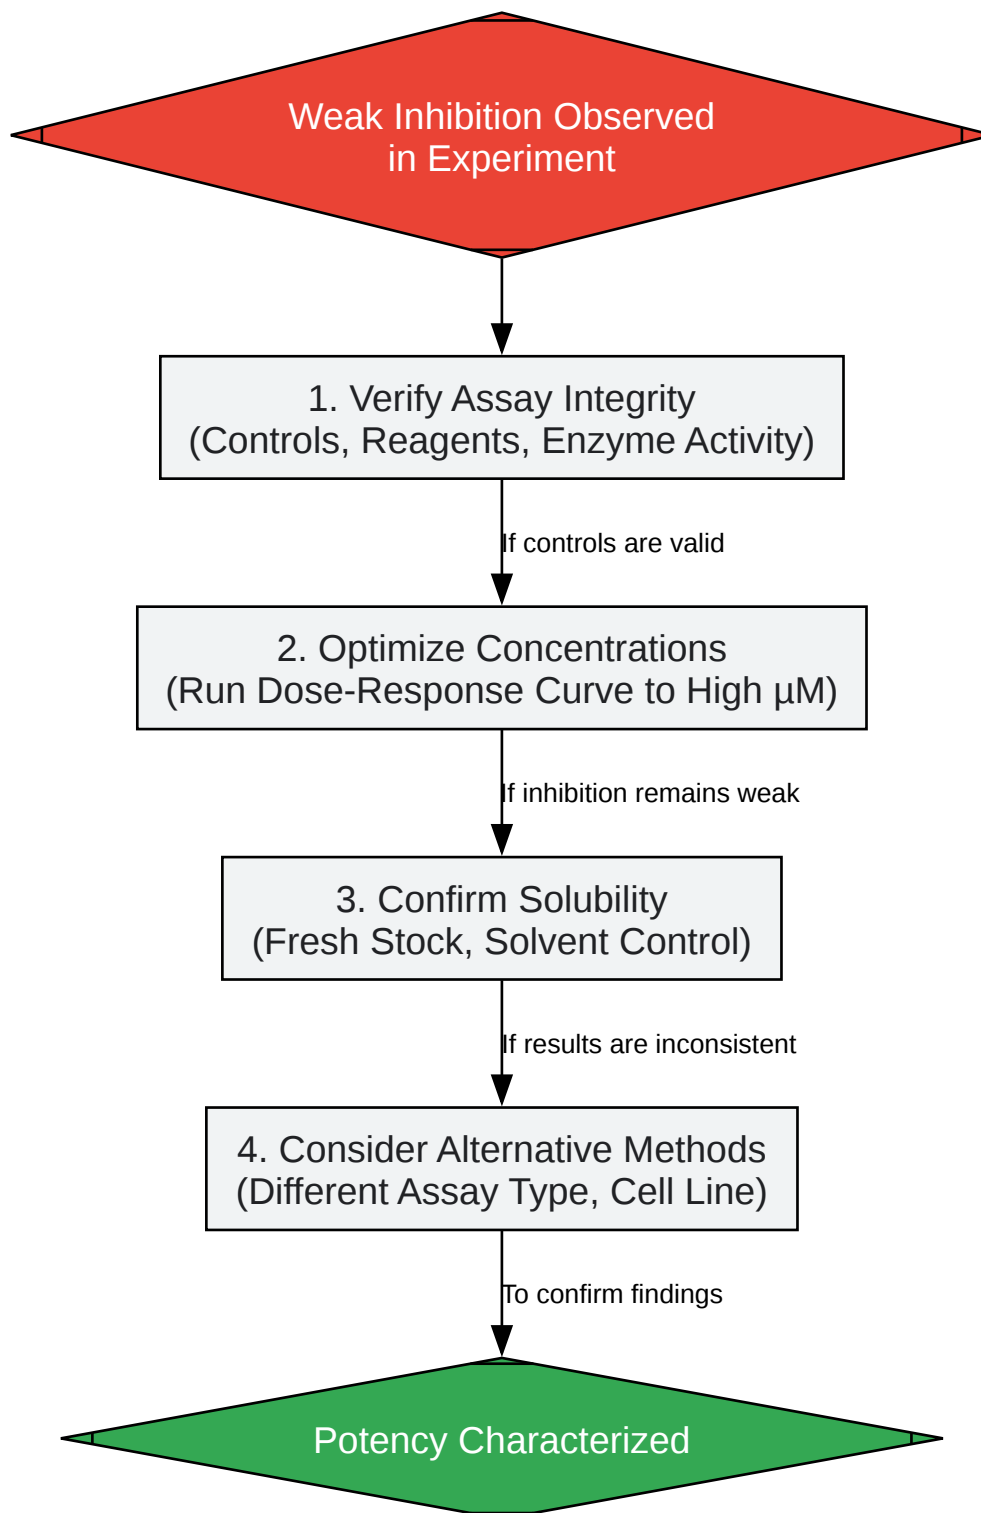 Weak Inhibition Observed
in Experiment
1. Verify Assay Integrity
(Controls, Reagents, Enzyme Activity)
If controls are valid
2. Optimize Concentrations
(Run Dose-Response Curve to High µM)
If inhibition remains weak
3. Confirm Solubility
(Fresh Stock, Solvent Control)
If results are inconsistent
4. Consider Alternative Methods
(Different Assay Type, Cell Line)
To confirm findings
Potency Characterized